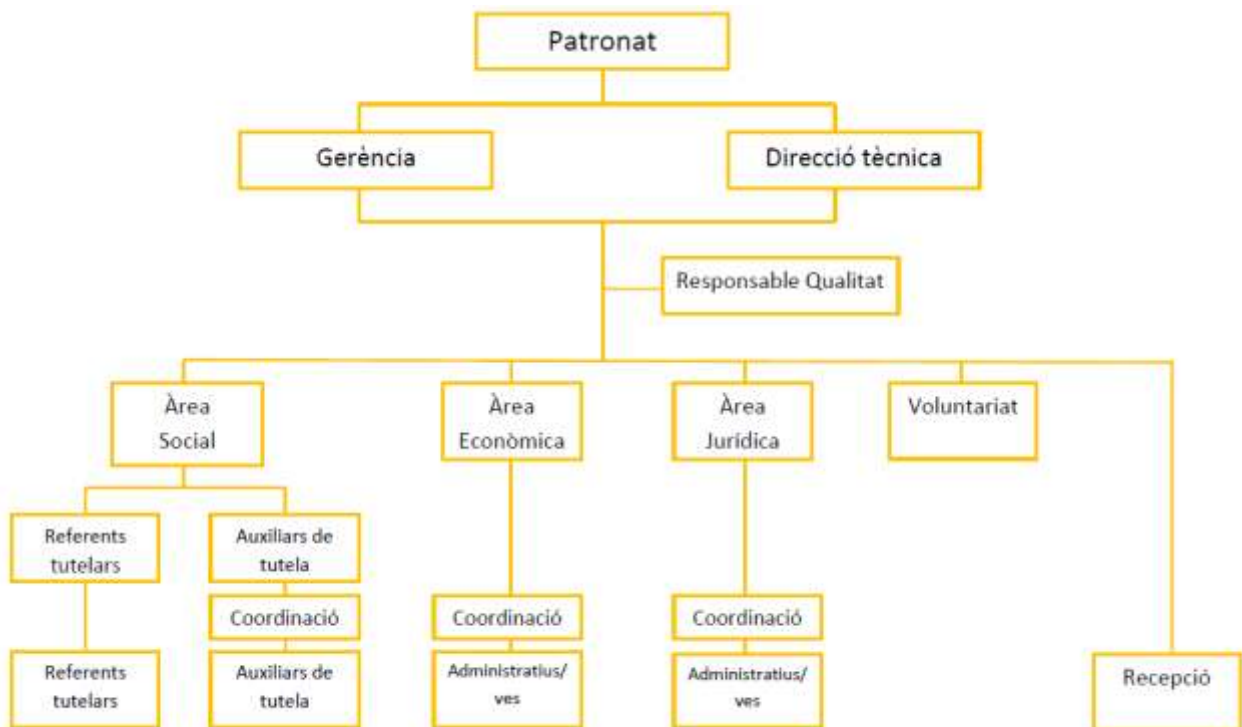 Patronat
Gerència
Direcció tècnica
Responsable Qualitat
Àrea
Social
Àrea
Econòmica
Àrea
Jurídica
Voluntariat
Referents
tutelars
Auxiliars de
tutela
Coordinació
Coordinació
Coordinació
Referents
tutelars
Auxiliars de
tutela
Administratius/
ves
Administratius/
ves
Recepció